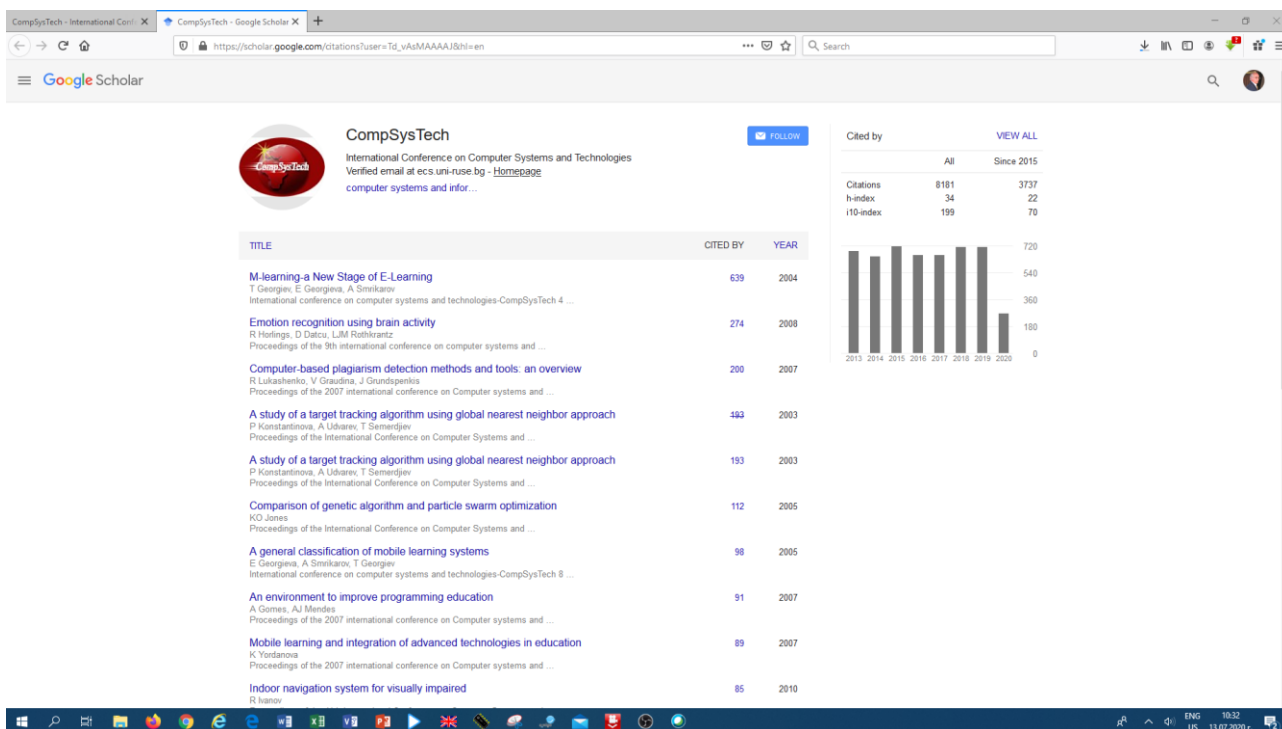 CompSysTech - International Conf
CompSysTech - Google Scholar
https://scholar.google.com/citations?user=Td_vAsMAAAAJ&hl=en
Search
Google Scholar
CompSysTech
CompSysTech
FOLLOW
International Conference on Computer Systems and Technologies
Verified email at ecs.uni-ruse.bg - Homepage
computer systems and infor...
Cited by VIEW ALL
All Since 2015
Citations 8181 3737
h-index 34 22
i10-index 199 70
720
540
360
180
0
2013 2014 2015 2016 2017 2018 2019 2020
TITLE CITED BY YEAR
M-learning-a New Stage of E-Learning 639 2004
T Georgiev, E Georgieva, A Smrikarov
International conference on computer systems and technologies-CompSysTech 4 ...
Emotion recognition using brain activity 274 2008
R Horlings, D Datcu, LJM Rothkrantz
Proceedings of the 9th international conference on computer systems and ...
Computer-based plagiarism detection methods and tools: an overview 200 2007
R Lukashenko, V Graudina, J Grundspenkis
Proceedings of the 2007 international conference on Computer systems and ...
A study of a target tracking algorithm using global nearest neighbor approach 193 2003
P Konstantinova, A Udvarev, T Semerdjiev
Proceedings of the International Conference on Computer Systems and ...
A study of a target tracking algorithm using global nearest neighbor approach 193 2003
P Konstantinova, A Udvarev, T Semerdjiev
Proceedings of the International Conference on Computer Systems and ...
Comparison of genetic algorithm and particle swarm optimization 112 2005
KO Jones
Proceedings of the International Conference on Computer Systems and ...
A general classification of mobile learning systems 98 2005
E Georgieva, A Smrikarov, T Georgiev
International conference on computer systems and technologies-CompSysTech 8 ...
An environment to improve programming education 91 2007
A Gomes, AJ Mendes
Proceedings of the 2007 international conference on Computer systems and ...
Mobile learning and integration of advanced technologies in education 89 2007
K Yordanova
Proceedings of the 2007 international conference on Computer systems and ...
Indoor navigation system for visually impaired 85 2010
R Ivanov
ENG 10:32
US 13.07.2020 г.